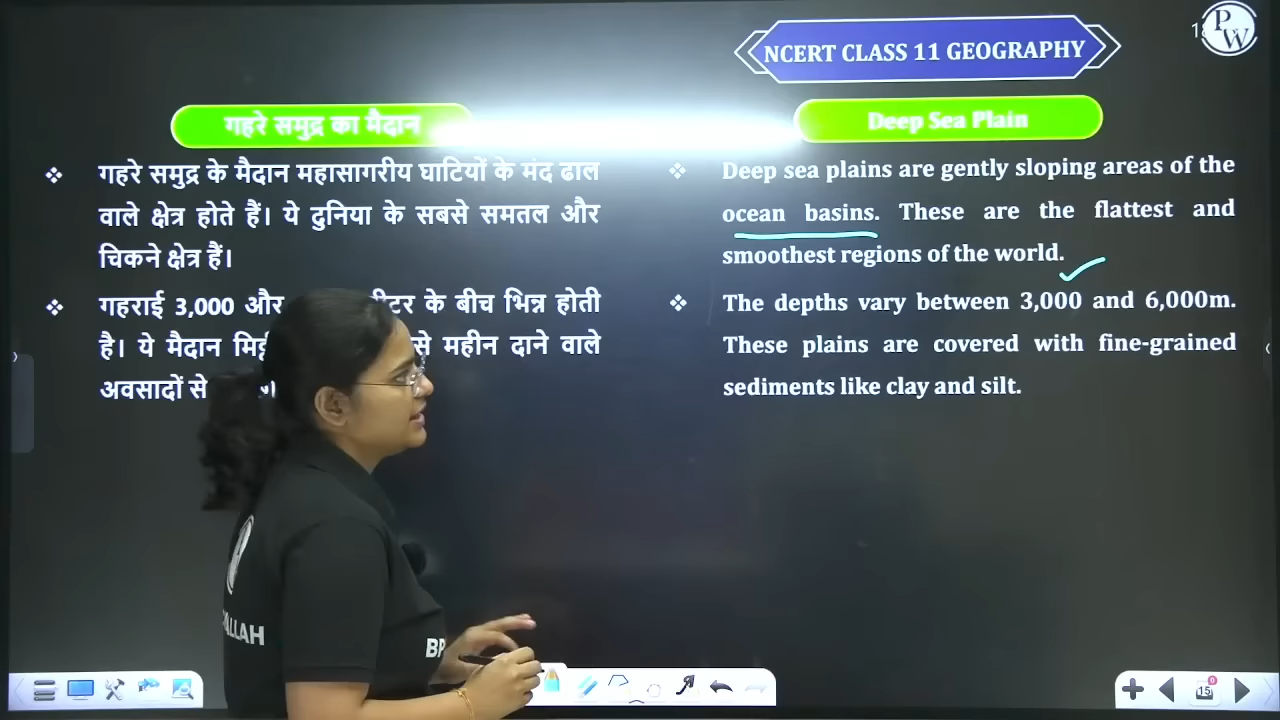 NCERT CLASS 11 GEOGRAPHY
PW
गहरे समुद्र का मैदान
❖ गहरे समुद्र के मैदान महासागरीय घाटियों के मंद ढाल
वाले क्षेत्र होते हैं। ये दुनिया के सबसे समतल और
चिकने क्षेत्र हैं।
❖ गहराई 3,000 और के बीच भिन्न होती
है। ये मैदान से महीन दाने वाले
अवसादों से
Deep Sea Plain
❖ Deep sea plains are gently sloping areas of the
ocean basins. These are the flattest and
smoothest regions of the world.
❖ The depths vary between 3,000 and 6,000m.
These plains are covered with fine-grained
sediments like clay and silt.
15